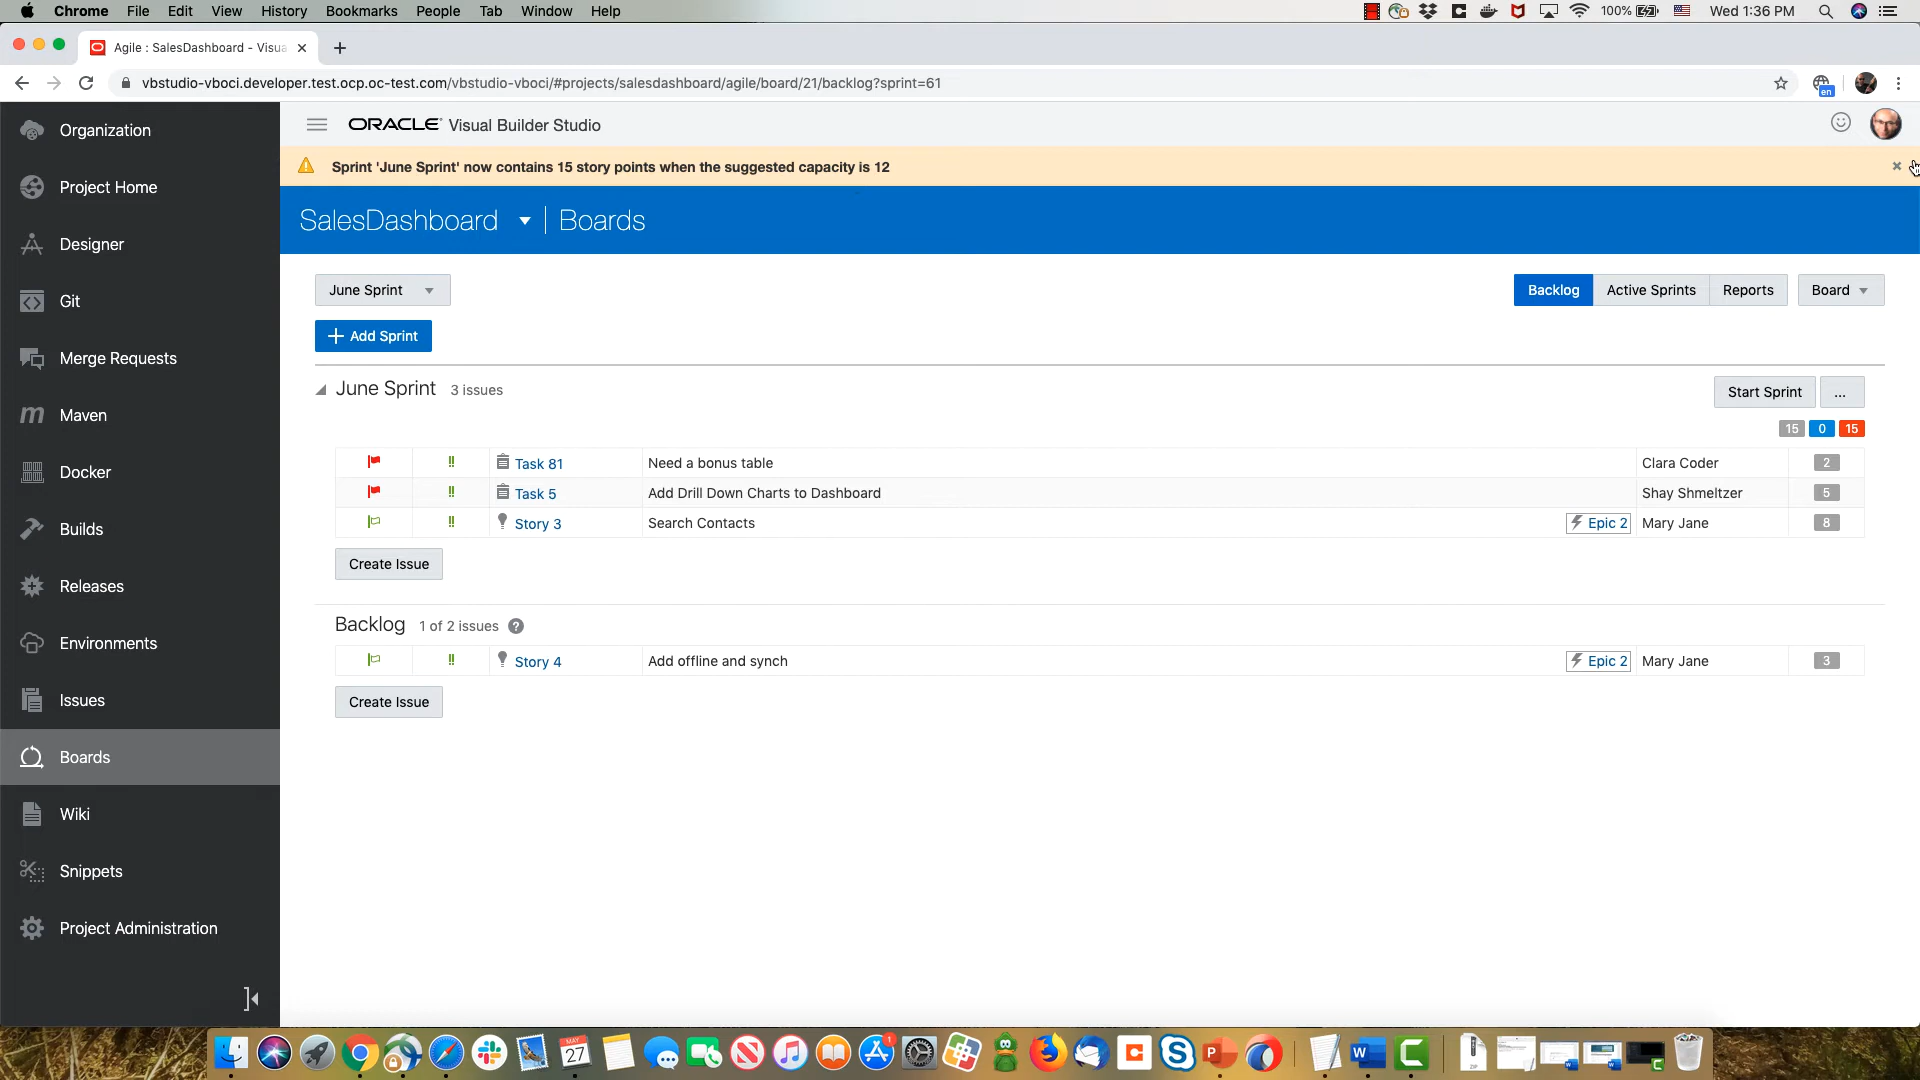 Chrome File Edit View History Bookmarks People Tab Window Help 100% Wed 1:36 PM
Agile : SalesDashboard - Visua
vbstudio-vboci.developer.test.ocp.oc-test.com/vbstudio-vboci/#projects/salesdashboard/agile/board/21/backlog?sprint=61
en
ORACLE Visual Builder Studio
Sprint 'June Sprint' now contains 15 story points when the suggested capacity is 12
SalesDashboard Boards
Organization
Project Home
Designer
Git
Merge Requests
Maven
Docker
Builds
Releases
Environments
Issues
Boards
Wiki
Snippets
Project Administration
June Sprint
Backlog Active Sprints Reports Board
+ Add Sprint
June Sprint 3 issues
Start Sprint ...
15 0 15
!! Task 81 Need a bonus table Clara Coder 2
!! Task 5 Add Drill Down Charts to Dashboard Shay Shmeltzer 5
!! Story 3 Search Contacts Epic 2 Mary Jane 8
Create Issue
Backlog 1 of 2 issues ?
!! Story 4 Add offline and synch Epic 2 Mary Jane 3
Create Issue
MAY
27
1
P
W
C
ZIP